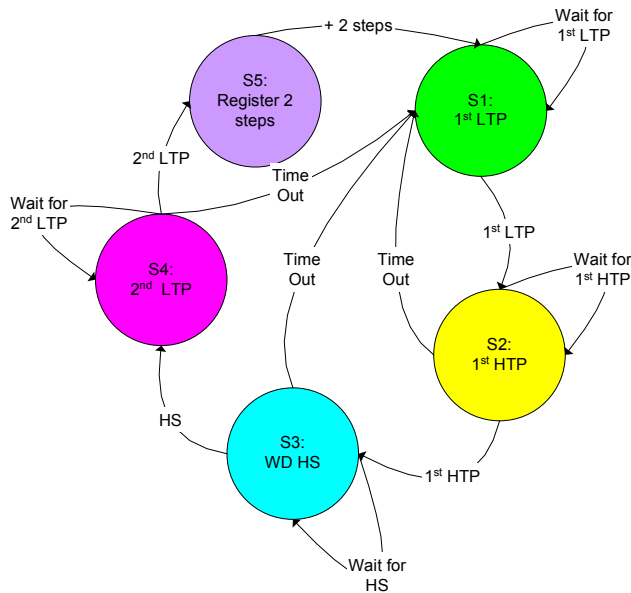 + 2 steps
Wait for
1st LTP
S5:
Register 2
steps
S1:
1st LTP
2nd LTP
Time
Out
Wait for
2nd LTP
1st LTP
S4:
2nd LTP
Time
Out
Time
Out
Wait for
1st HTP
S2:
1st HTP
HS
S3:
WD HS
1st HTP
Wait for
HS